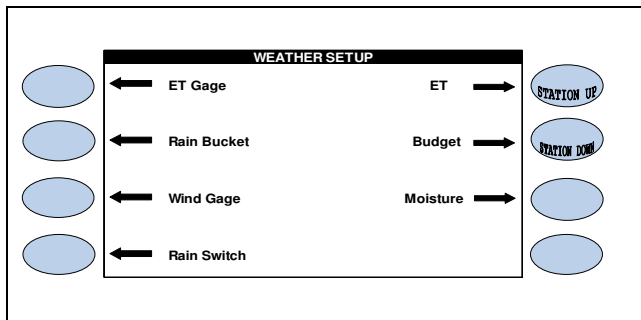 WEATHER SETUP
ET Gage ET STATION UP
Rain Bucket Budget STATION DOWN
Wind Gage Moisture
Rain Switch